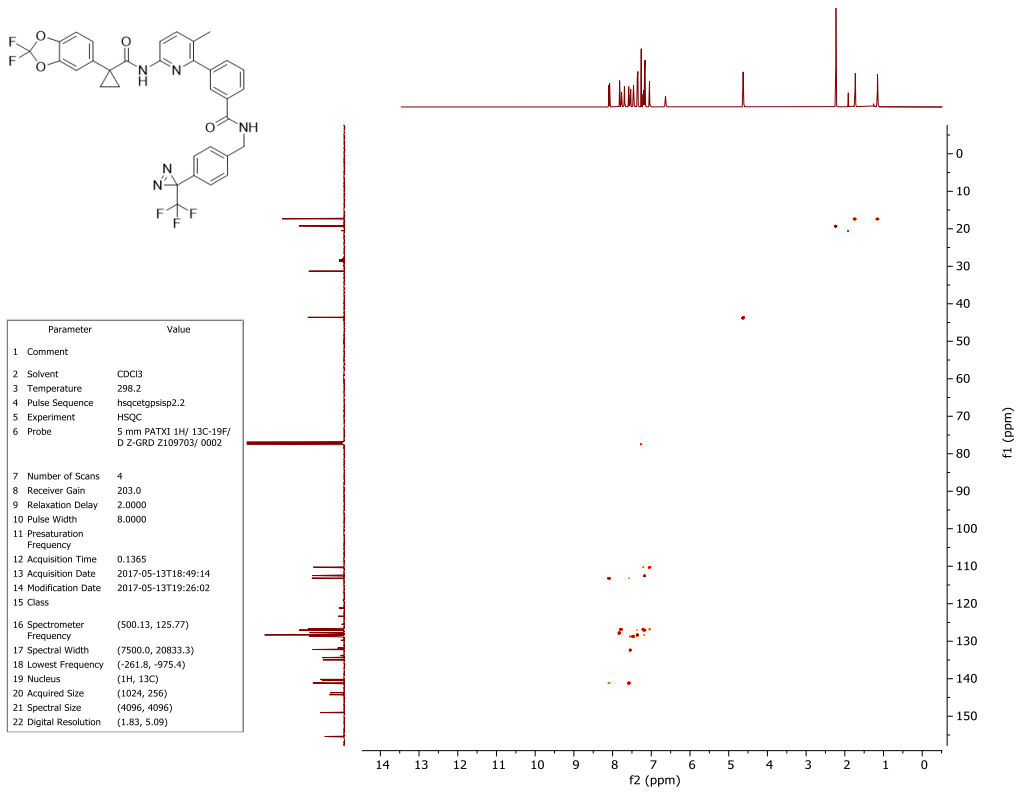 F
F
O
O
O
N
H
N
O
NH
N
N
F
F
F
Parameter Value
1 Comment
2 Solvent CDCl3
3 Temperature 298.2
4 Pulse Sequence hsqcetgpsisp2.2
5 Experiment HSQC
6 Probe 5 mm PATXI 1H/ 13C-19F/
D Z-GRD Z109703/ 0002
7 Number of Scans 4
8 Receiver Gain 203.0
9 Relaxation Delay 2.0000
10 Pulse Width 8.0000
11 Presaturation
Frequency
12 Acquisition Time 0.1365
13 Acquisition Date 2017-05-13T18:49:14
14 Modification Date 2017-05-13T19:26:02
15 Class
16 Spectrometer (500.13, 125.77)
Frequency
17 Spectral Width (7500.0, 20833.3)
18 Lowest Frequency (-261.8, -975.4)
19 Nucleus (1H, 13C)
20 Acquired Size (1024, 256)
21 Spectral Size (4096, 4096)
22 Digital Resolution (1.83, 5.09)
0
10
20
30
40
50
60
70
80
90
100
110
120
130
140
150
f1 (ppm)
14 13 12 11 10 9 8 7 6 5 4 3 2 1 0
f2 (ppm)